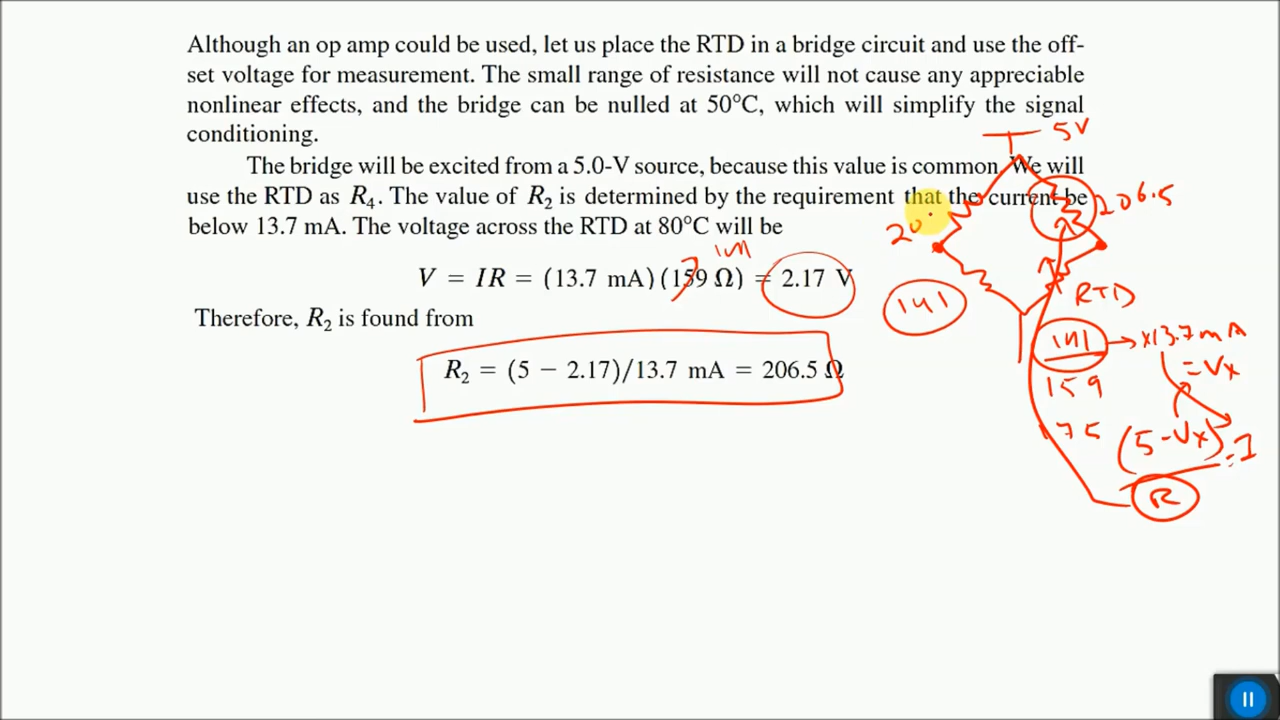 Although an op amp could be used, let us place the RTD in a bridge circuit and use the off-
set voltage for measurement. The small range of resistance will not cause any appreciable
nonlinear effects, and the bridge can be nulled at 50°C, which will simplify the signal
conditioning.
5V
The bridge will be excited from a 5.0-V source, because this value is common. We will
use the RTD as R4. The value of R2 is determined by the requirement that the current be
206.5
below 13.7 mA. The voltage across the RTD at 80°C will be
20
141
V = IR = (13.7 mA)(159 Ω) = 2.17 V
RTD
141
Therefore, R2 is found from
141 → x13.7mA
= Vx
R2 = (5 − 2.17)/13.7 mA = 206.5 Ω
159
175
(5-Vx) = I
R